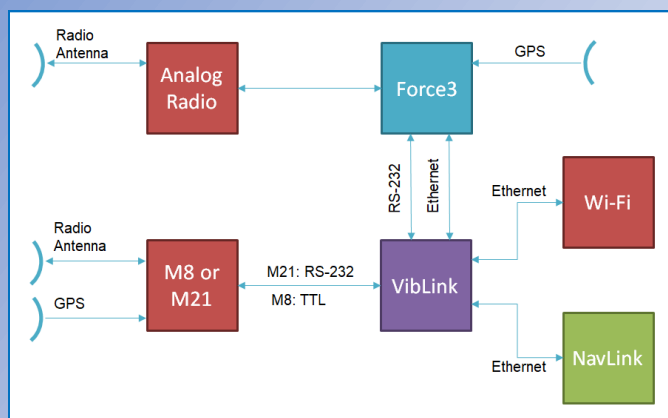 Radio
Antenna
Analog
Radio
Force3
GPS
RS-232
Ethernet
Ethernet
Wi-Fi
Radio
Antenna
GPS
M8 or
M21
M21: RS-232
M8: TTL
VibLink
Ethernet
NavLink